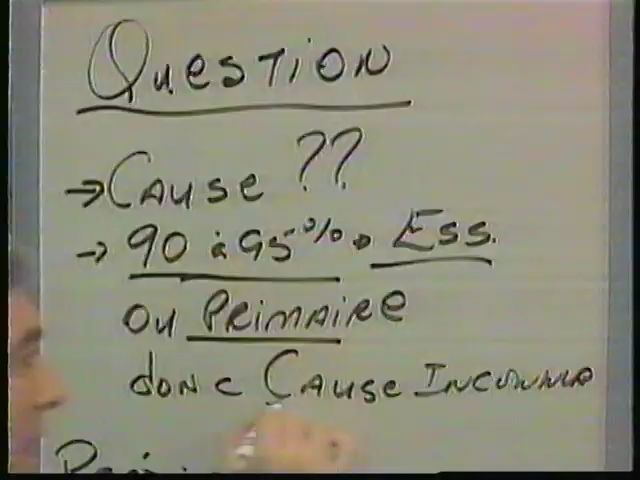 Question
→ Cause ??
→ 90 à 95% → Ess.
ou Primaire
donc Cause Inconnue